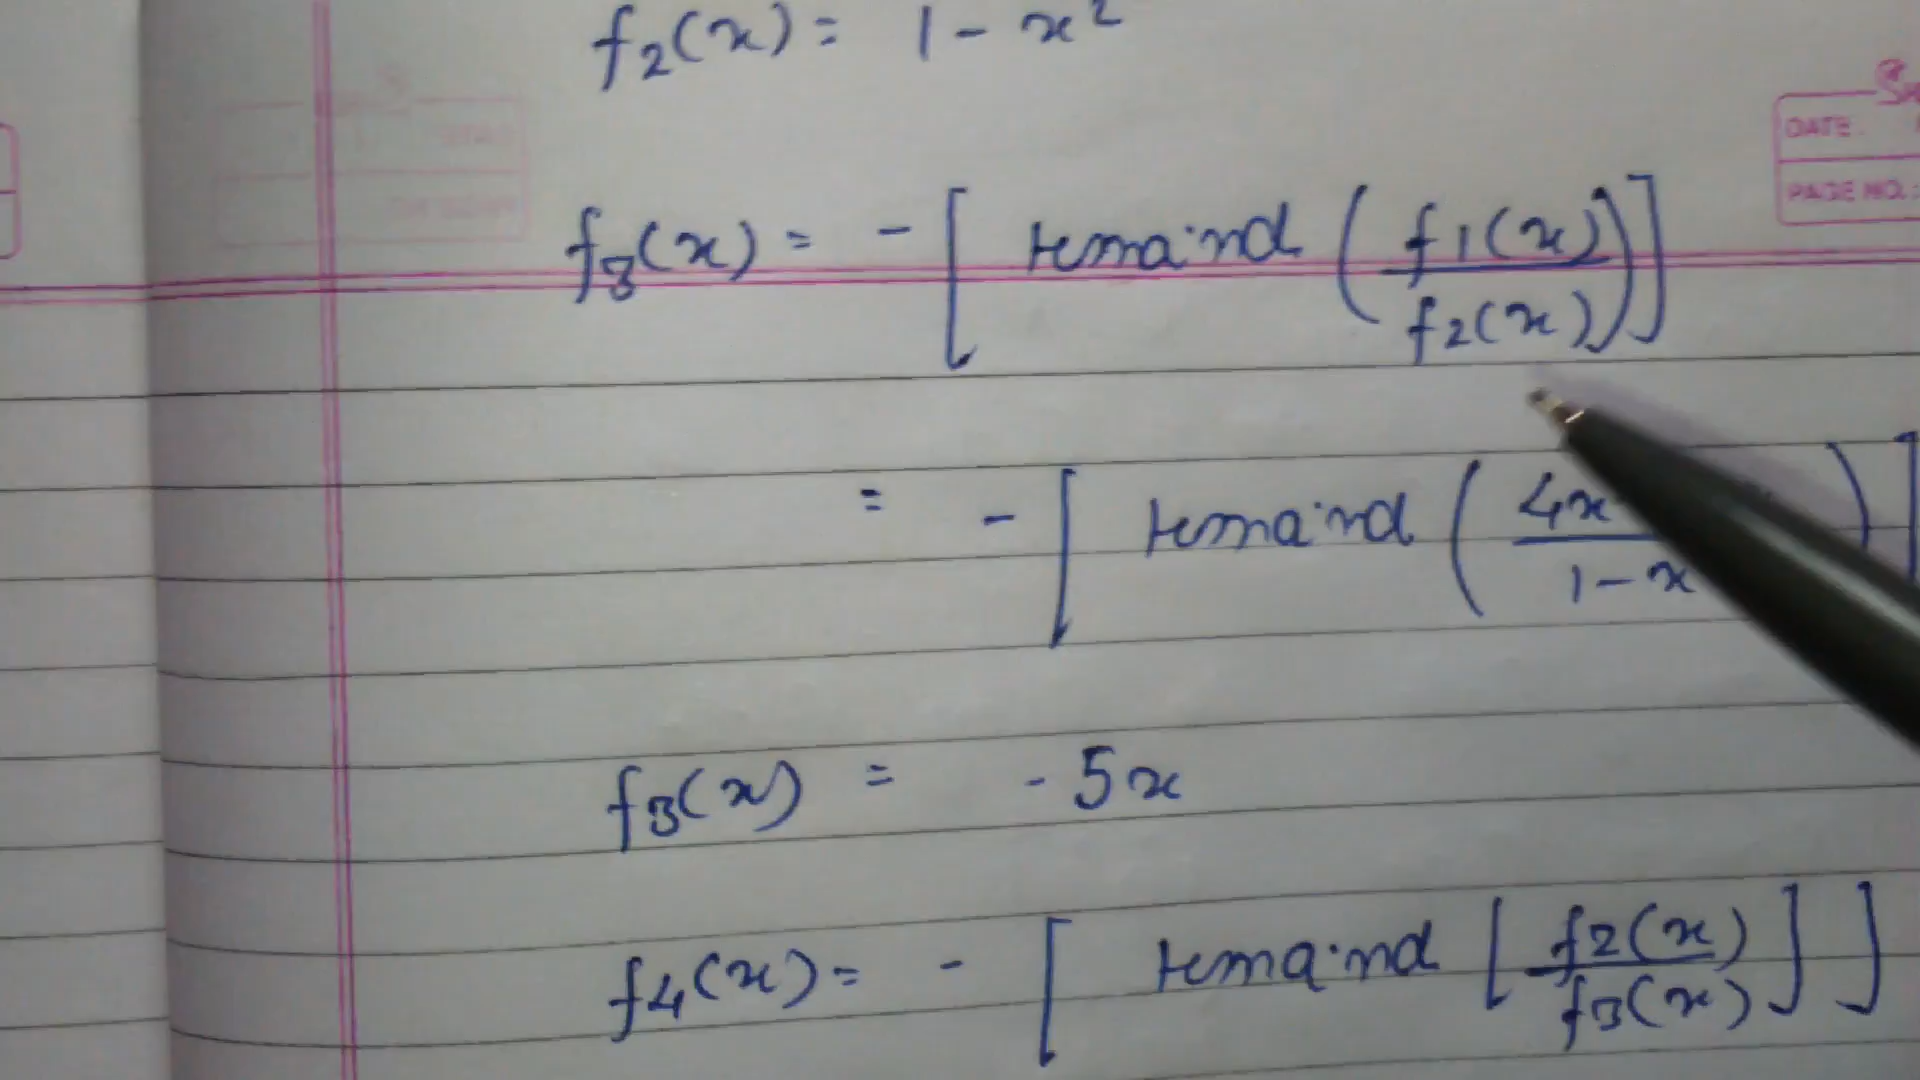 f2(x) = 1 - x²
DATE.
PAGE NO.:
f3(x) = - [ remaind ( f1(x) / f2(x) ) ]
= - [ remaind ( 4x / 1 - x ) ]
f3(x) = - 5x
f4(x) = - [ remaind [ f2(x) / f3(x) ] ]